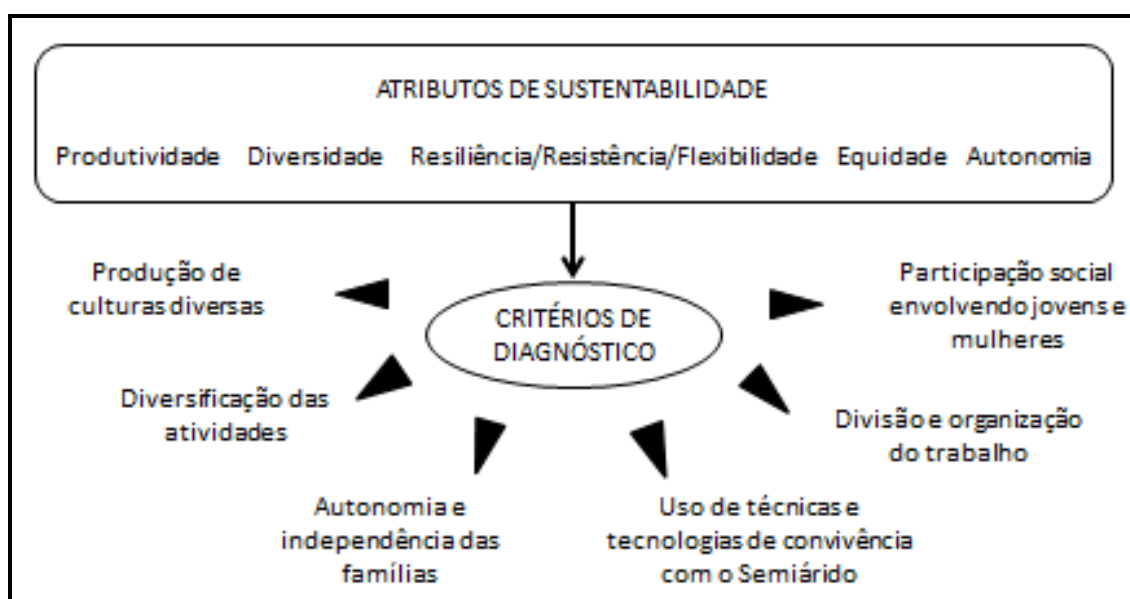 ATRIBUTOS DE SUSTENTABILIDADE
Produtividade Diversidade Resiliência/Resistência/Flexibilidade Equidade Autonomia
CRITÉRIOS DE
DIAGNÓSTICO
Produção de
culturas diversas
Diversificação das
atividades
Autonomia e
independência das
famílias
Uso de técnicas e
tecnologias de convivência
com o Semiárido
Divisão e organização
do trabalho
Participação social
envolvendo jovens e
mulheres